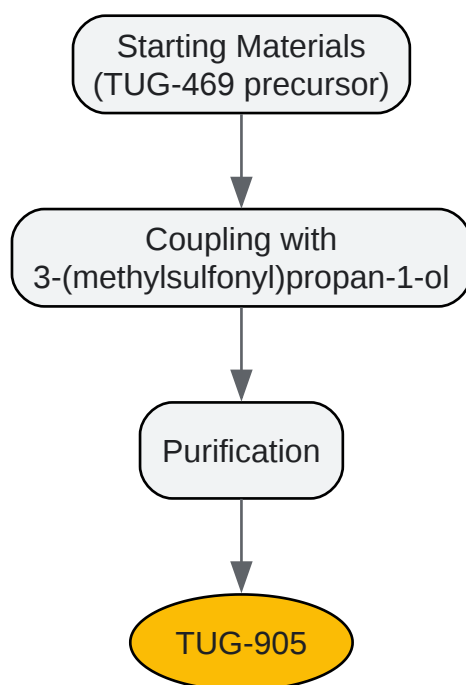 Starting Materials
(TUG-469 precursor)
Coupling with
3-(methylsulfonyl)propan-1-ol
Purification
TUG-905